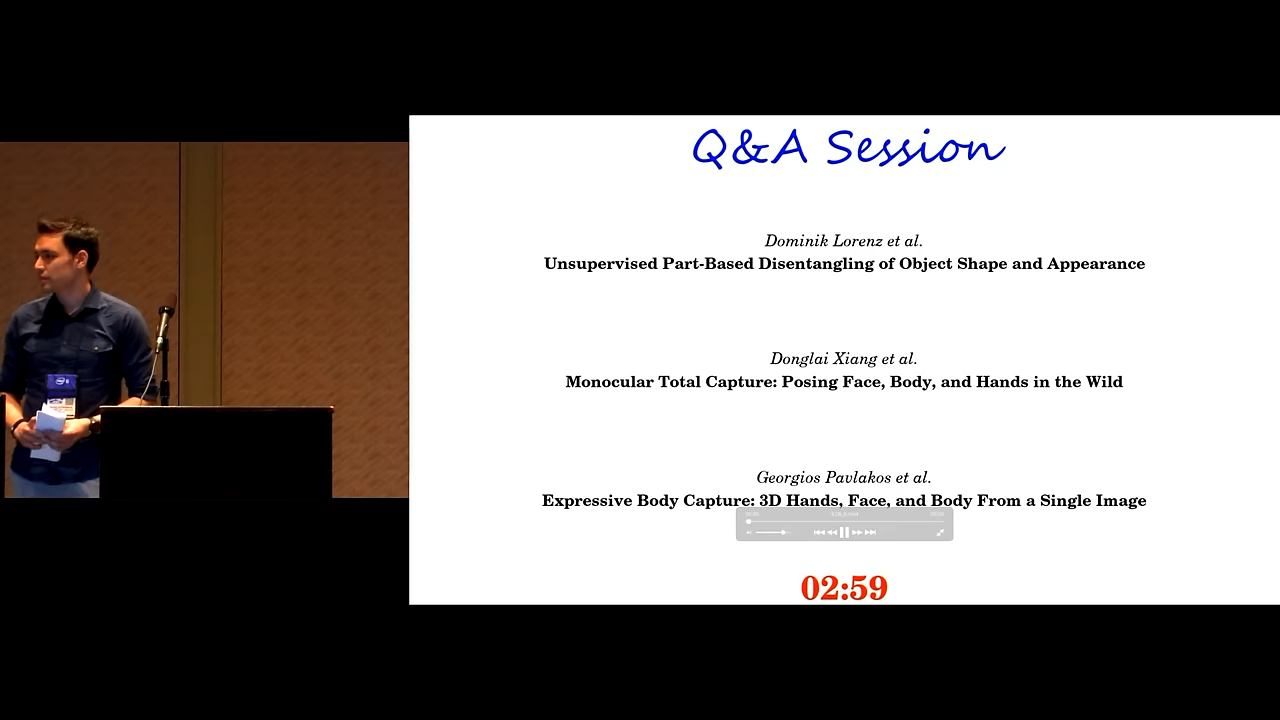 Q&A Session
Dominik Lorenz et al.
Unsupervised Part-Based Disentangling of Object Shape and Appearance
Donglai Xiang et al.
Monocular Total Capture: Posing Face, Body, and Hands in the Wild
Georgios Pavlakos et al.
Expressive Body Capture: 3D Hands, Face, and Body From a Single Image
02:59